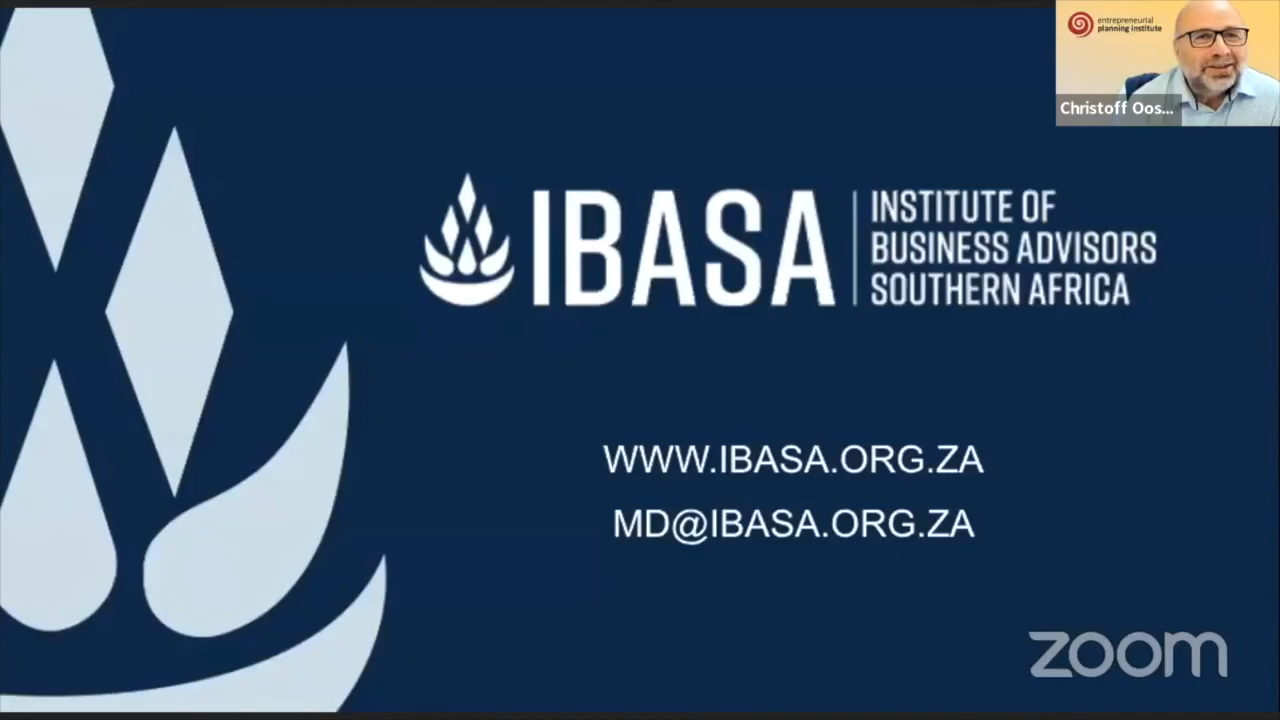 entrepreneurial
planning institute
Christoff Oos...
IBASA
INSTITUTE OF
BUSINESS ADVISORS
SOUTHERN AFRICA
WWW.IBASA.ORG.ZA
MD@IBASA.ORG.ZA
zoom